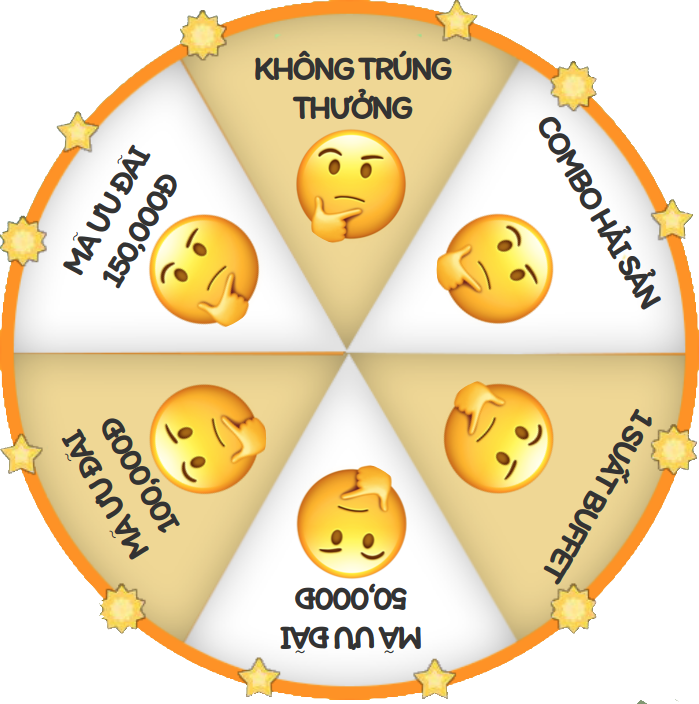 KHÔNG TRÚNG
THƯỞNG
COMBO HẢI SẢN
1 SUẤT BUFFET
MÃ ƯU ĐÃI
50,000Đ
MÃ ƯU ĐÃI
100,000Đ
MÃ ƯU ĐÃI
150,000Đ